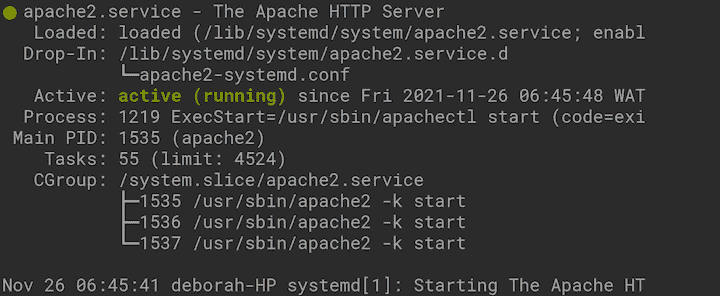 ● apache2.service - The Apache HTTP Server
   Loaded: loaded (/lib/systemd/system/apache2.service; enabl
  Drop-In: /lib/systemd/system/apache2.service.d
           └─apache2-systemd.conf
   Active: active (running) since Fri 2021-11-26 06:45:48 WAT
  Process: 1219 ExecStart=/usr/sbin/apachectl start (code=exi
 Main PID: 1535 (apache2)
    Tasks: 55 (limit: 4524)
   CGroup: /system.slice/apache2.service
           ├─1535 /usr/sbin/apache2 -k start
           ├─1536 /usr/sbin/apache2 -k start
           └─1537 /usr/sbin/apache2 -k start
Nov 26 06:45:41 deborah-HP systemd[1]: Starting The Apache HT